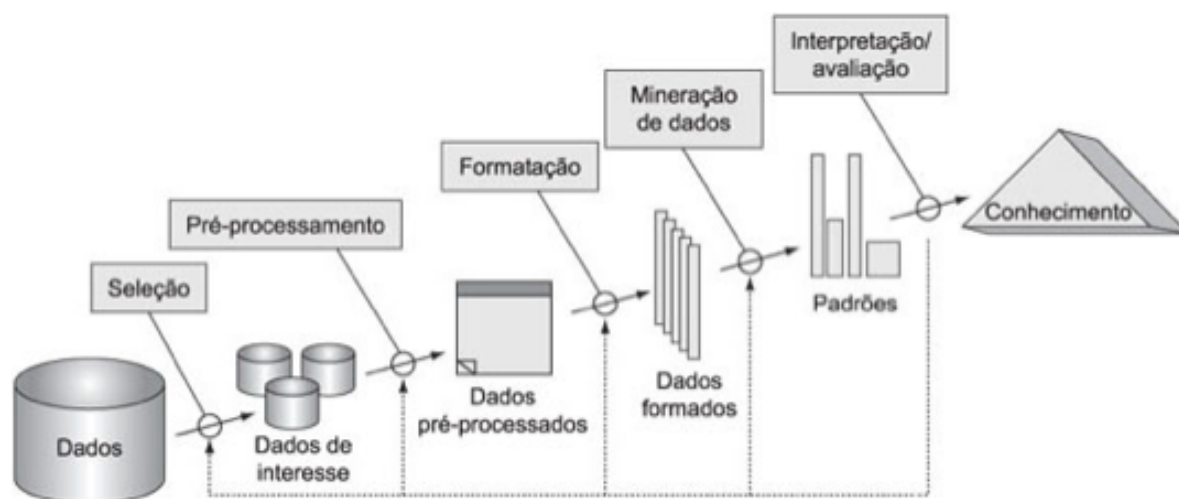 Interpretação/
avaliação
Mineração
de dados
Formatação
Pré-processamento
Seleção
Dados
Dados de
interesse
Dados
pré-processados
Dados
formados
Padrões
Conhecimento